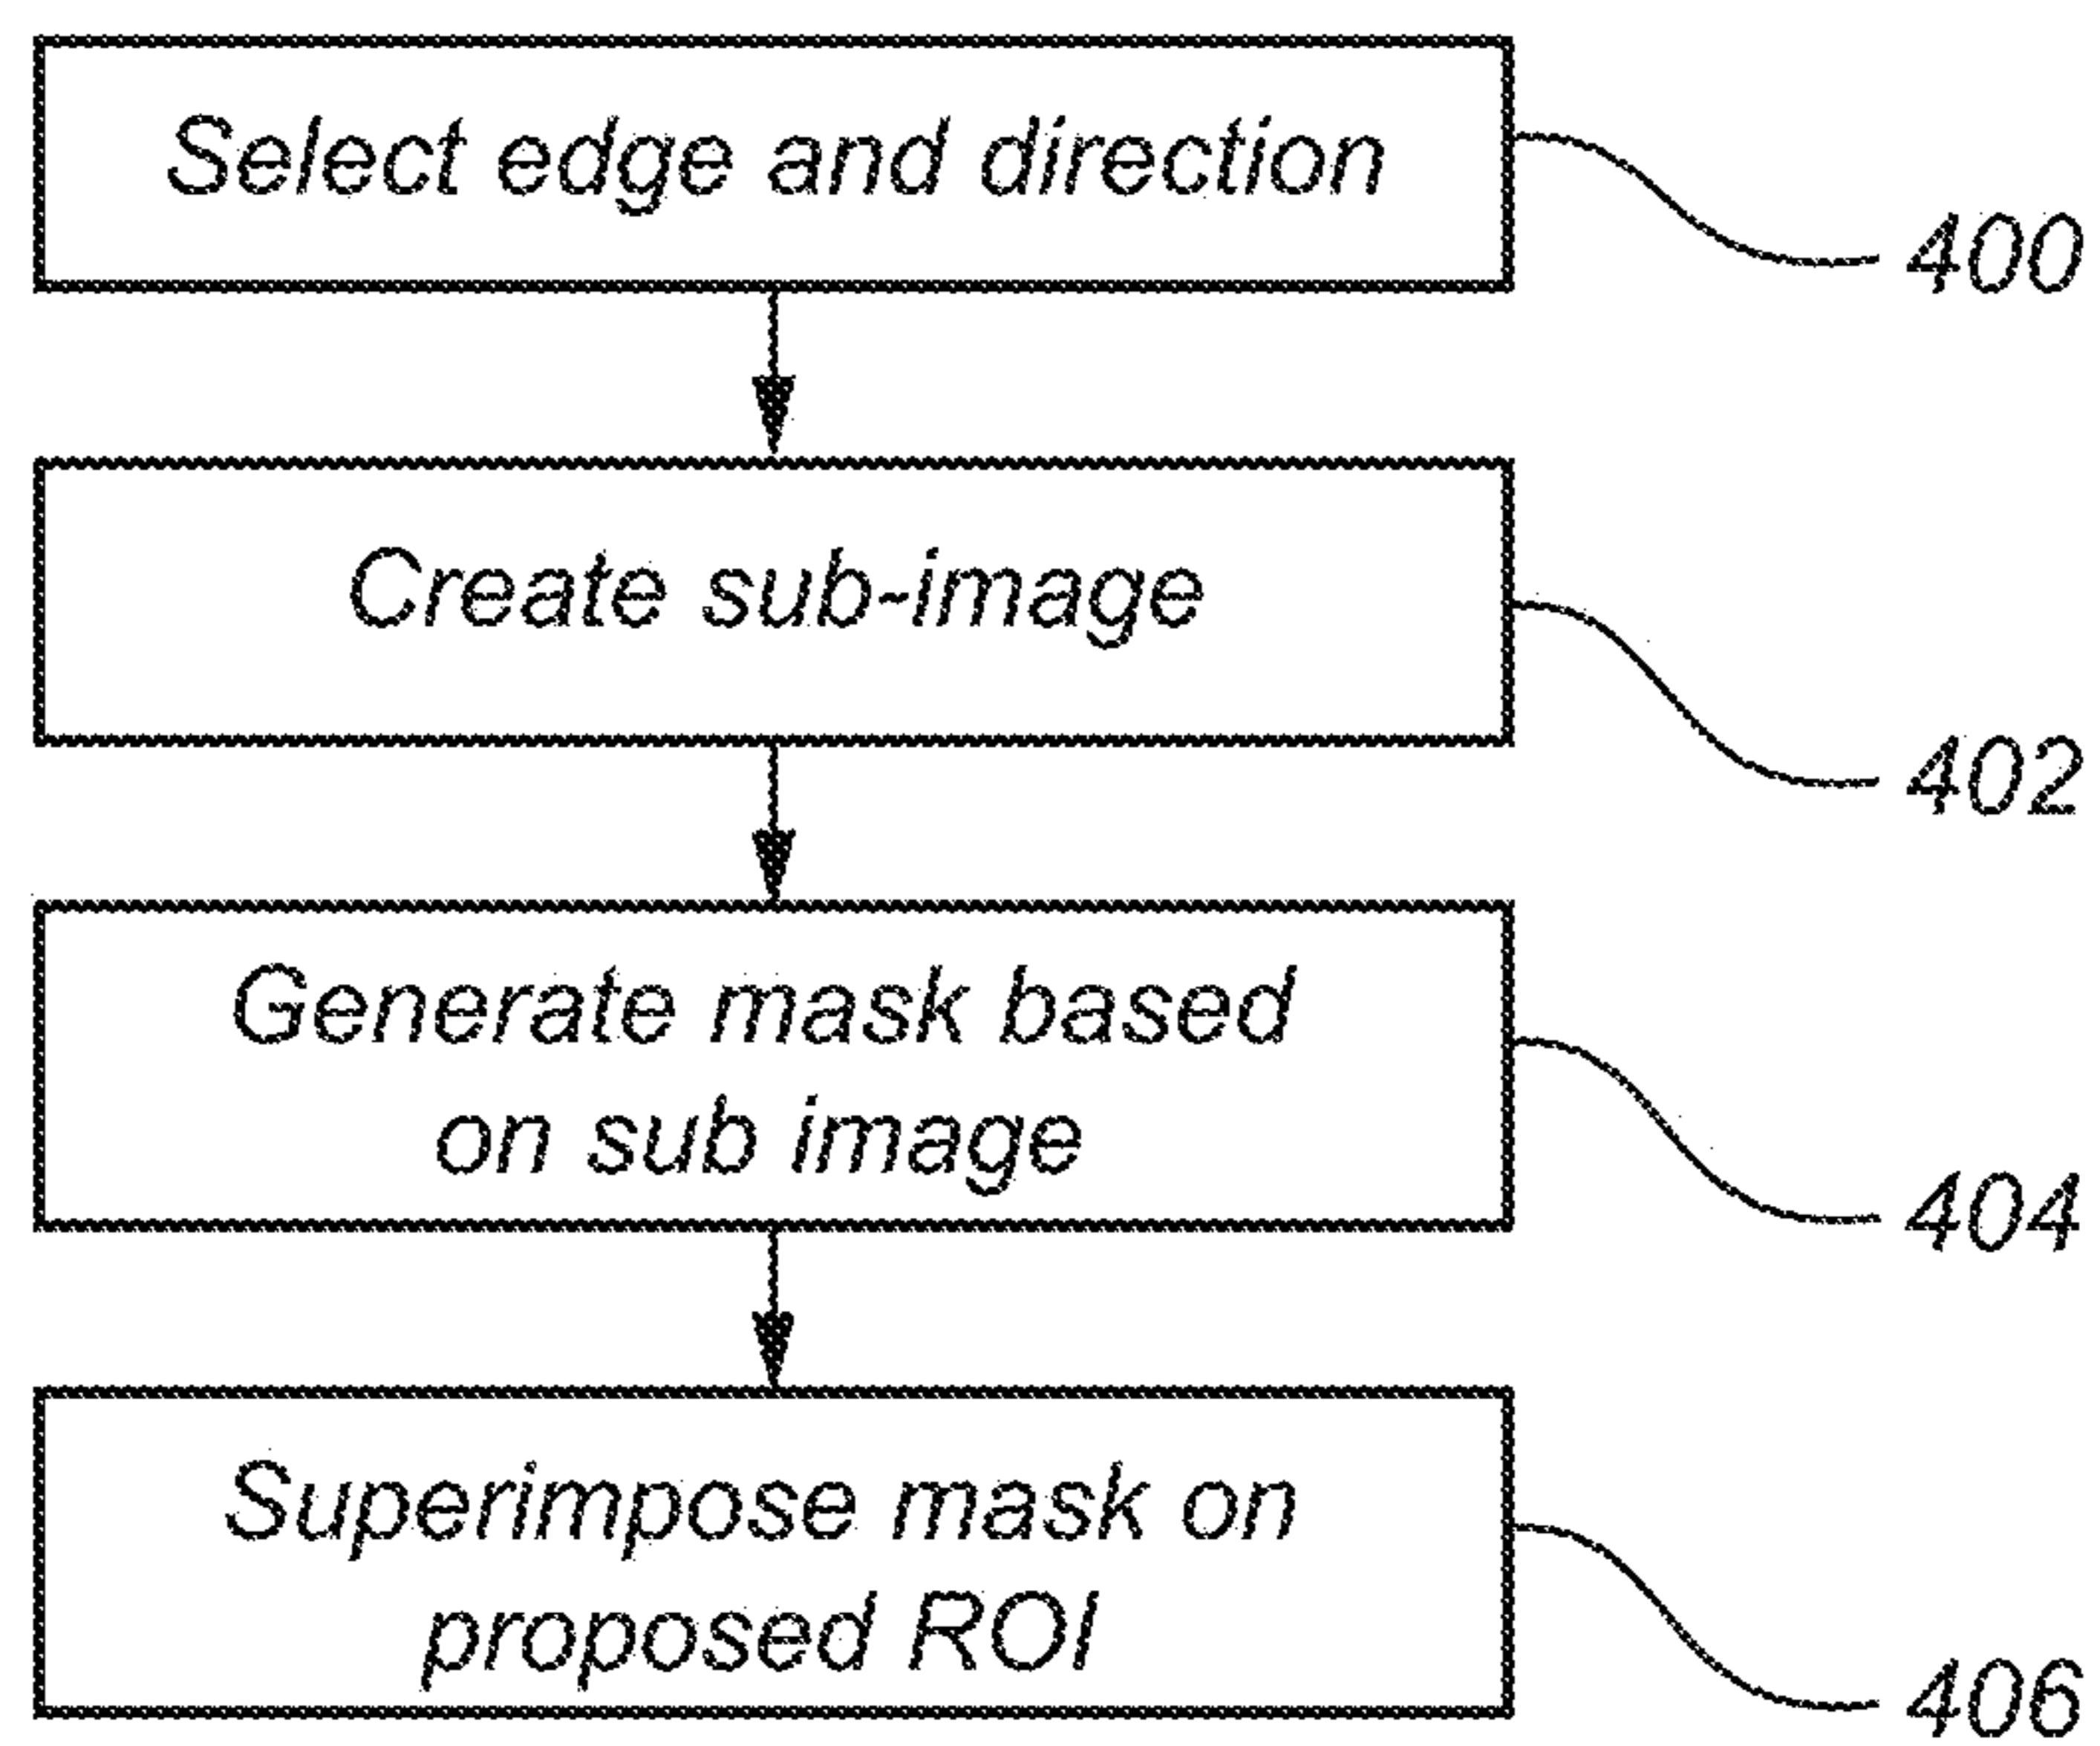 Select edge and direction
400
Create sub-image
402
Generate mask based
on sub image
404
Superimpose mask on
proposed ROI
406